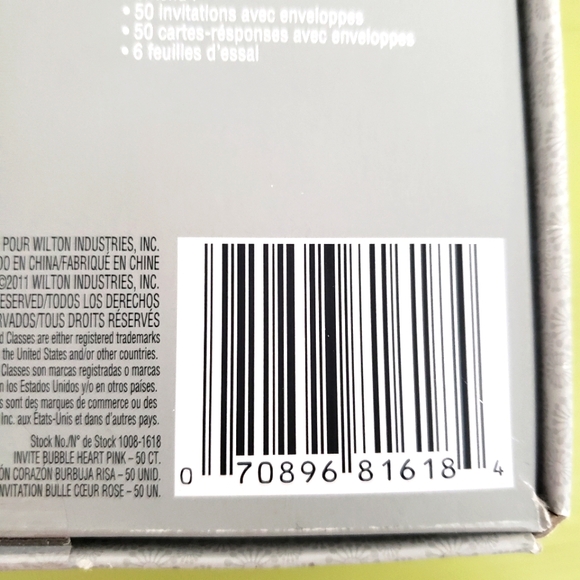 • 50 invitations avec enveloppes
• 50 cartes-réponses avec enveloppes
• 6 feuilles d'essai
POUR WILTON INDUSTRIES, INC.
EN CHINA/FABRIQUÉ EN CHINE
©2011 WILTON INDUSTRIES, INC.
TODOS LOS DERECHOS
TOUS DROITS RÉSERVÉS
Classes are either registered trademarks
the United States and/or other countries.
Classes son marcas registradas o marcas
los Estados Unidos y/o en otros países.
sont des marques de commerce ou des
Inc. aux États-Unis et dans d'autres pays.
Stock No./N° de Stock 1008-1618
INVITE BUBBLE HEART PINK – 50 CT.
CORAZÓN BURBUJA RISA – 50 UNID.
INVITATION BULLE CŒUR ROSE – 50 UN.
0 70896 81618 4